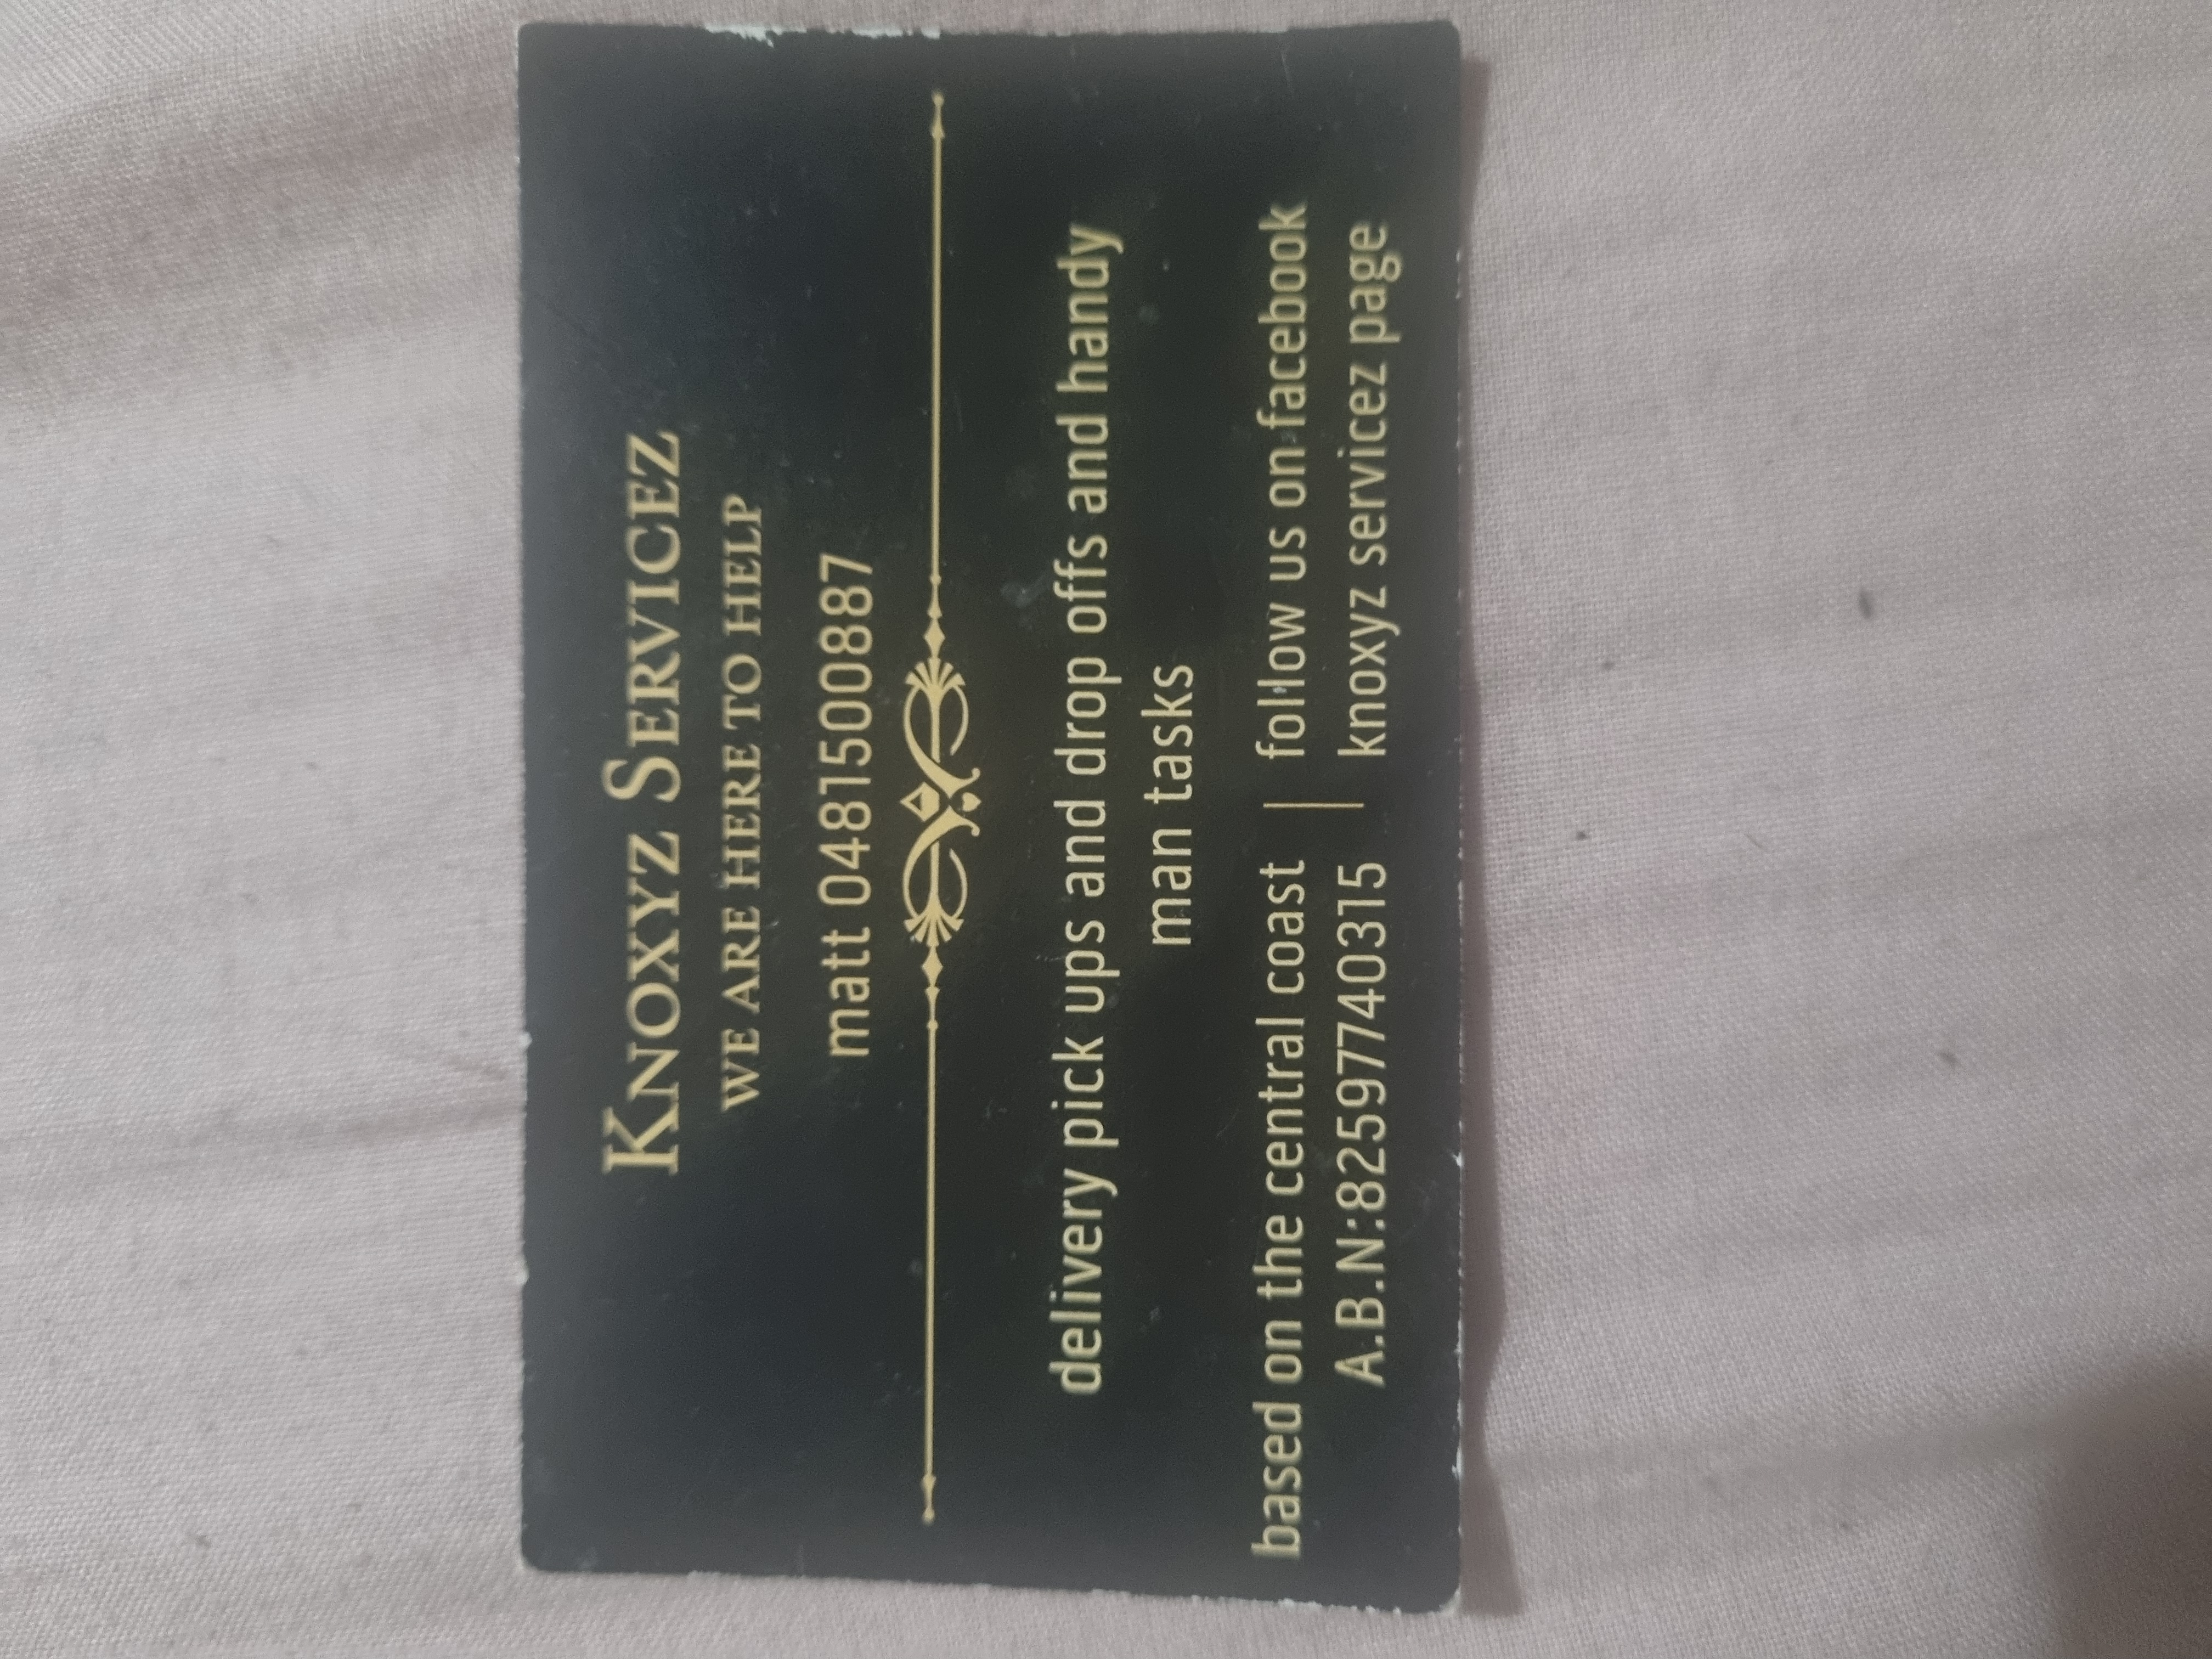 KNOXYZ SERVICEZ
WE ARE HERE TO HELP
matt 0481500887
delivery pick ups and drop offs and handy
man tasks
based on the central coast | follow us on facebook
A.B.N:82597740315 | knoxyz servicez page